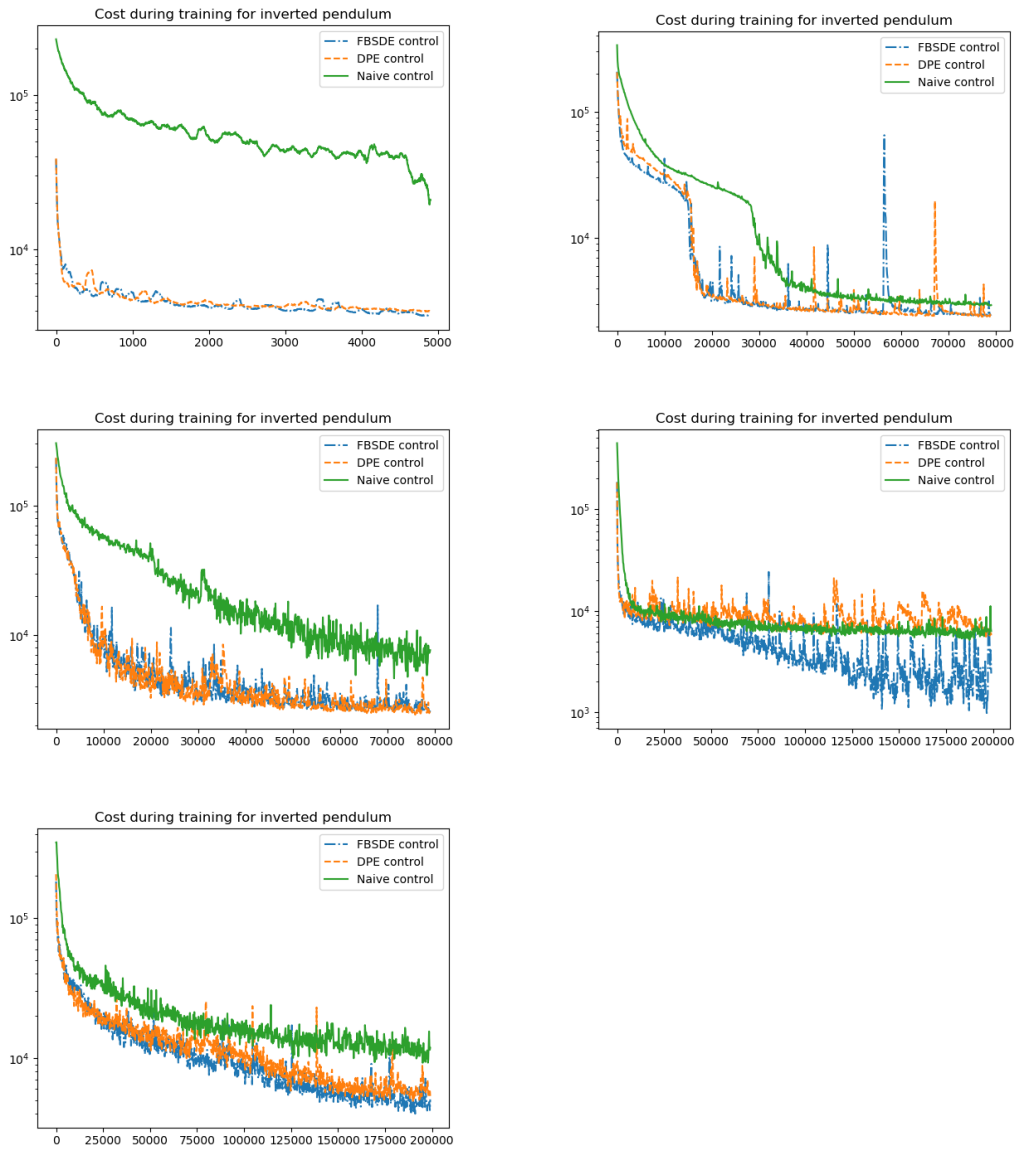 Cost during training for inverted pendulum
FBSDE control
DPE control
Naive control
10^5
10^4
0 1000 2000 3000 4000 5000
Cost during training for inverted pendulum
FBSDE control
DPE control
Naive control
10^5
10^4
0 10000 20000 30000 40000 50000 60000 70000 80000
Cost during training for inverted pendulum
FBSDE control
DPE control
Naive control
10^5
10^4
0 10000 20000 30000 40000 50000 60000 70000 80000
Cost during training for inverted pendulum
FBSDE control
DPE control
Naive control
10^5
10^4
10^3
0 25000 50000 75000 100000 125000 150000 175000 200000
Cost during training for inverted pendulum
FBSDE control
DPE control
Naive control
10^5
10^4
0 25000 50000 75000 100000 125000 150000 175000 200000